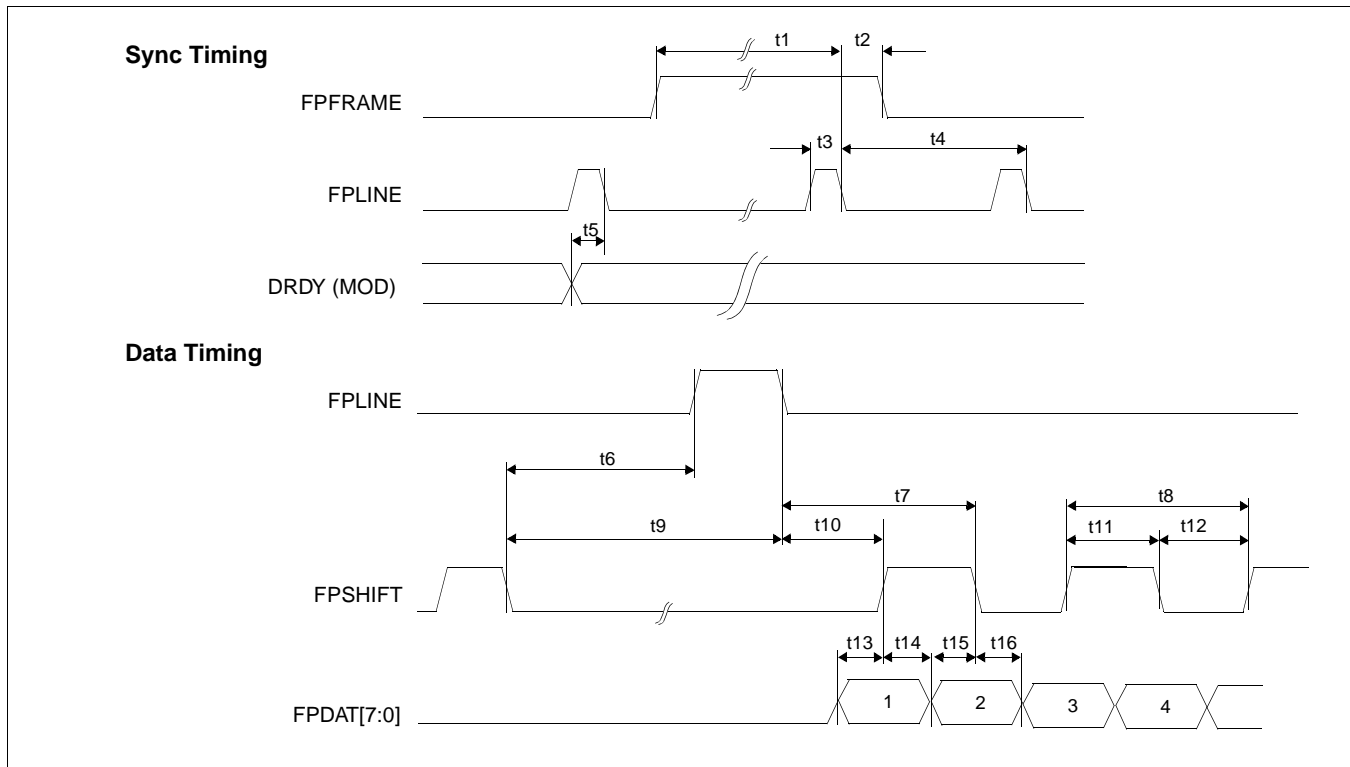 Sync Timing
t1 t2
FPFRAME
t3 t4
FPLINE
t5
DRDY (MOD)
Data Timing
FPLINE
t6
t7 t8
t9 t10 t11 t12
FPSHIFT
t13 t14 t15 t16
FPDAT[7:0] 1 2 3 4